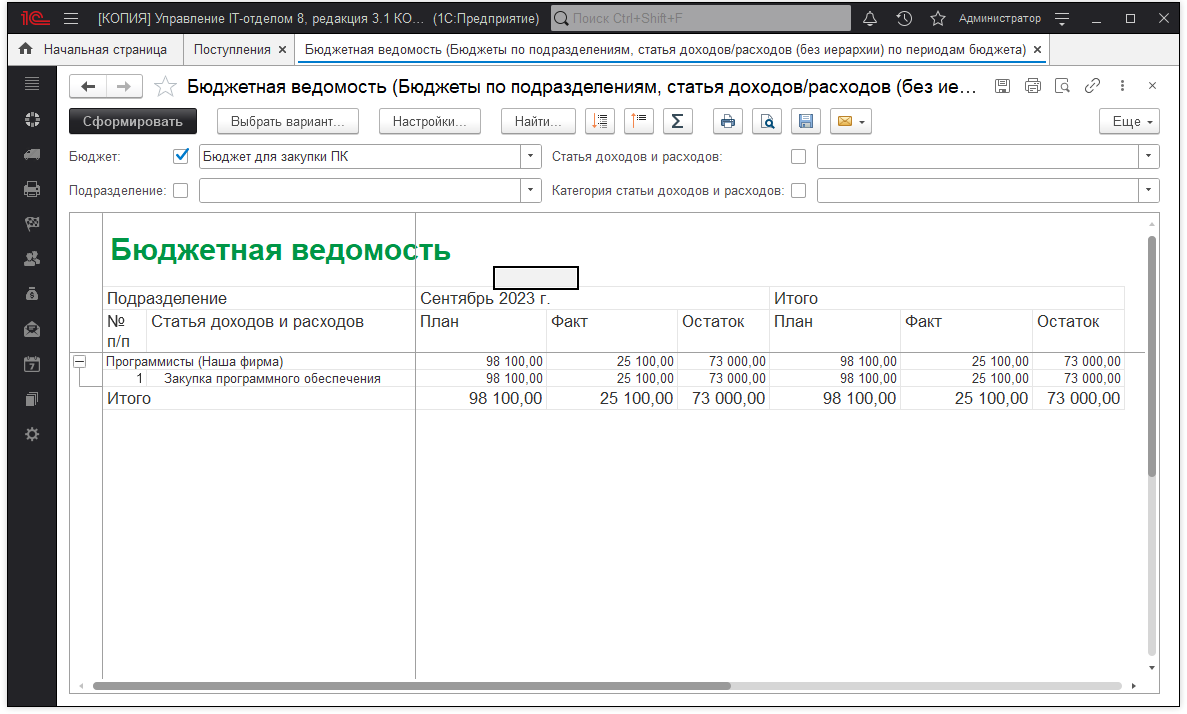 [КОПИЯ] Управление IT-отделом 8, редакция 3.1 КО... (1С:Предприятие) Поиск Ctrl+Shift+F Администратор
Начальная страница Поступления × Бюджетная ведомость (Бюджеты по подразделениям, статья доходов/расходов (без иерархии) по периодам бюджета) ×
Бюджетная ведомость (Бюджеты по подразделениям, статья доходов/расходов (без ие...
Сформировать Выбрать вариант... Настройки... Найти... Σ Еще
Бюджет: Бюджет для закупки ПК Статья доходов и расходов:
Подразделение: Категория статьи доходов и расходов:
Бюджетная ведомость
Подразделение Сентябрь 2023 г. Итого
№ п/п Статья доходов и расходов План Факт Остаток План Факт Остаток
Программисты (Наша фирма) 98 100,00 25 100,00 73 000,00 98 100,00 25 100,00 73 000,00
1 Закупка программного обеспечения 98 100,00 25 100,00 73 000,00 98 100,00 25 100,00 73 000,00
Итого 98 100,00 25 100,00 73 000,00 98 100,00 25 100,00 73 000,00